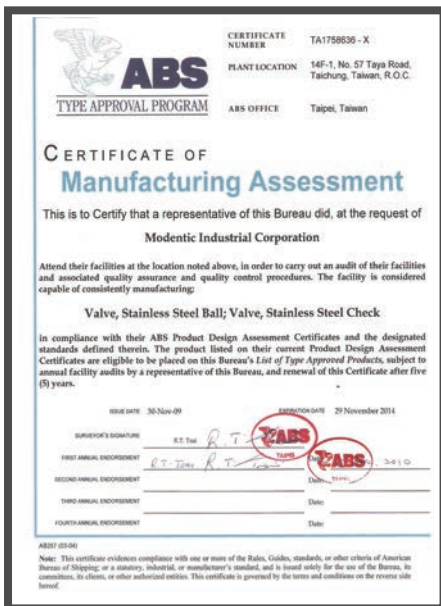 ABS
TYPE APPROVAL PROGRAM
CERTIFICATE
NUMBER
TA1758636 - X
PLANT LOCATION
14F-1, No. 57 Taya Road,
Taichung, Taiwan, R.O.C.
ABS OFFICE
Taipei, Taiwan
CERTIFICATE OF
Manufacturing Assessment
This is to Certify that a representative of this Bureau did, at the request of
Modentic Industrial Corporation
Attend their facilities at the location noted above, in order to carry out an audit of their facilities
and associated quality assurance and quality control procedures. The facility is considered
capable of consistently manufacturing:
Valve, Stainless Steel Ball; Valve, Stainless Steel Check
in compliance with their ABS Product Design Assessment Certificates and the designated
standards defined therein. The product listed on their current Product Design Assessment
Certificates are eligible to be placed on this Bureau's List of Type Approved Products, subject to
annual facility audits by a representative of this Bureau, and renewal of this Certificate after five
(5) years.
ISSUE DATE 30-Nov-09 EXPIRATION DATE 29 November 2014
SURVEYOR'S SIGNATURE R.T. Tsai R.T. ABS
TAIPEI
FIRST ANNUAL ENDORSEMENT R.T. Tsai R.T. ABS 2010
SECOND ANNUAL ENDORSEMENT Date:
THIRD ANNUAL ENDORSEMENT Date:
FOURTH ANNUAL ENDORSEMENT Date:
AB257 (03-04)
Note: This certificate evidences compliance with one or more of the Rules, Guides, standards, or other criteria of American
Bureau of Shipping; or a statutory, industrial, or manufacturer's standard, and is issued solely for the use of the Bureau, its
committees, its clients, or other authorized entities. This certificate is governed by the terms and conditions on the reverse side
hereof.